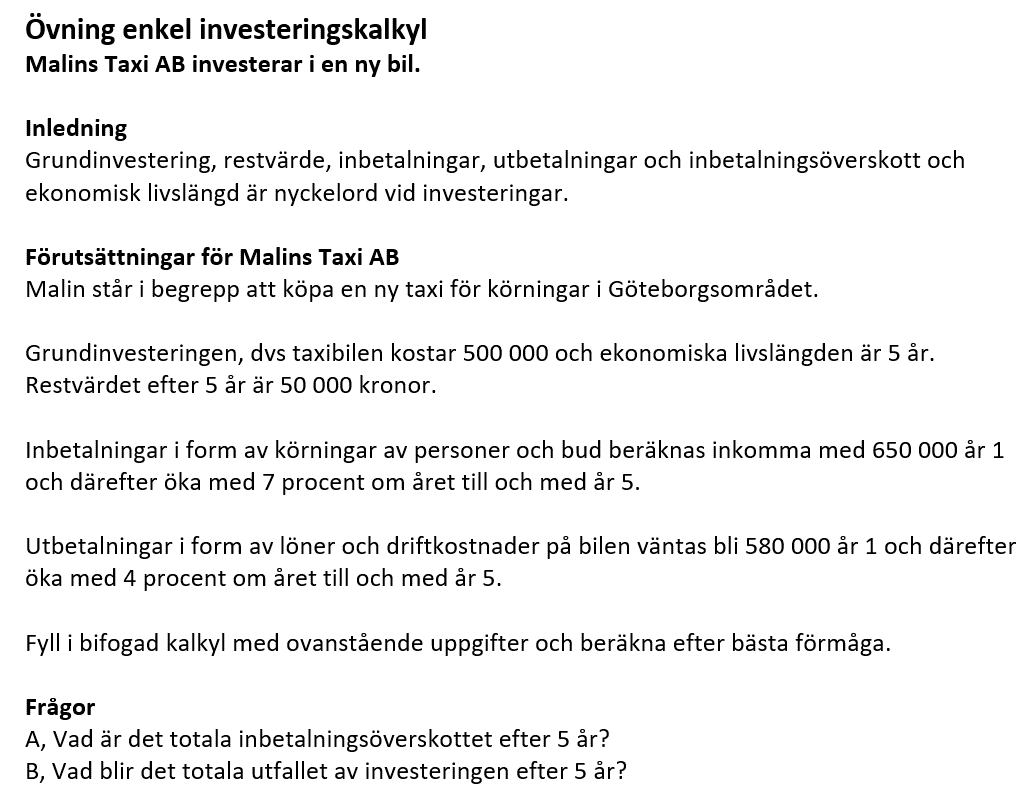 Övning enkel investeringskalkyl
Malins Taxi AB investerar i en ny bil.
Inledning
Grundinvestering, restvärde, inbetalningar, utbetalningar och inbetalningsöverskott och
ekonomisk livslängd är nyckelord vid investeringar.
Förutsättningar för Malins Taxi AB
Malin står i begrepp att köpa en ny taxi för körningar i Göteborgsområdet.
Grundinvesteringen, dvs taxibilen kostar 500 000 och ekonomiska livslängden är 5 år.
Restvärdet efter 5 år är 50 000 kronor.
Inbetalningar i form av körningar av personer och bud beräknas inkomma med 650 000 år 1
och därefter öka med 7 procent om året till och med år 5.
Utbetalningar i form av löner och driftkostnader på bilen väntas bli 580 000 år 1 och därefter
öka med 4 procent om året till och med år 5.
Fyll i bifogad kalkyl med ovanstående uppgifter och beräkna efter bästa förmåga.
Frågor
A, Vad är det totala inbetalningsöverskottet efter 5 år?
B, Vad blir det totala utfallet av investeringen efter 5 år?